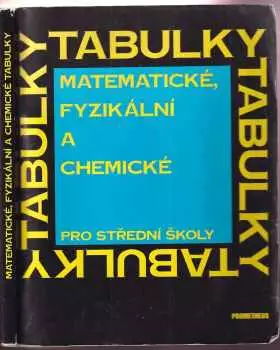 MATEMATICKÉ, FYZIKÁLNÍ A CHEMICKÉ TABULKY
TABULKY
TABULKY
TABULKY
TABULKY
MATEMATICKÉ,
FYZIKÁLNÍ
A
CHEMICKÉ
PRO STŘEDNÍ ŠKOLY
PROMETHEUS